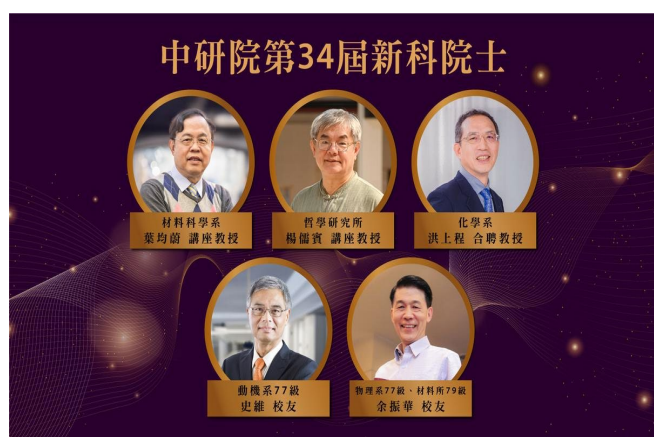 中研院第34屆新科院士
材料科學系
葉均蔚 講座教授
哲學研究所
楊儒賓 講座教授
化學系
洪上程 合聘教授
動機系77級
史維 校友
物理系77級、材料所79級
余振華 校友